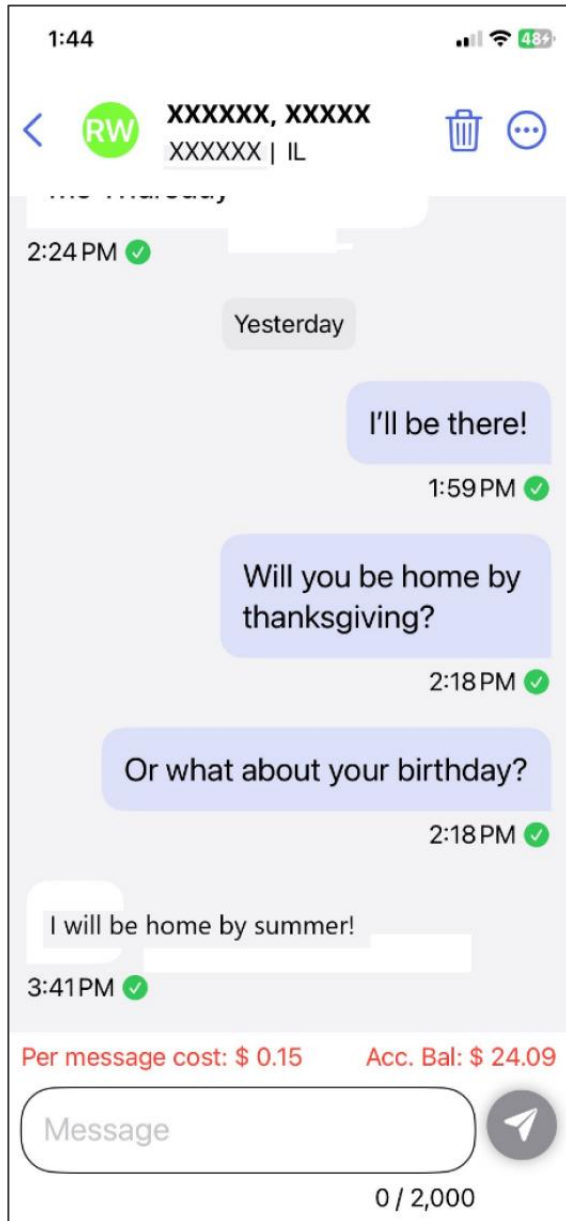 1:44
48
RW
XXXXXX, XXXXX
XXXXXX | IL
Thursday
2:24 PM
Yesterday
I'll be there!
1:59 PM
Will you be home by
thanksgiving?
2:18 PM
Or what about your birthday?
2:18 PM
I will be home by summer!
3:41 PM
Per message cost: $ 0.15 Acc. Bal: $ 24.09
Message
0 / 2,000